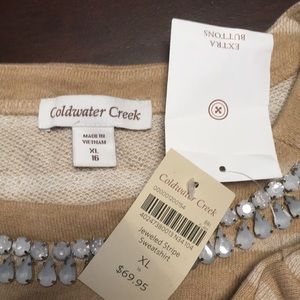 EXTRA
BUTTONS
Coldwater Creek
MADE IN
VIETNAM
XL
16
Coldwater Creek
Jeweled Stripe
Sweatshirt
XL
$69.95